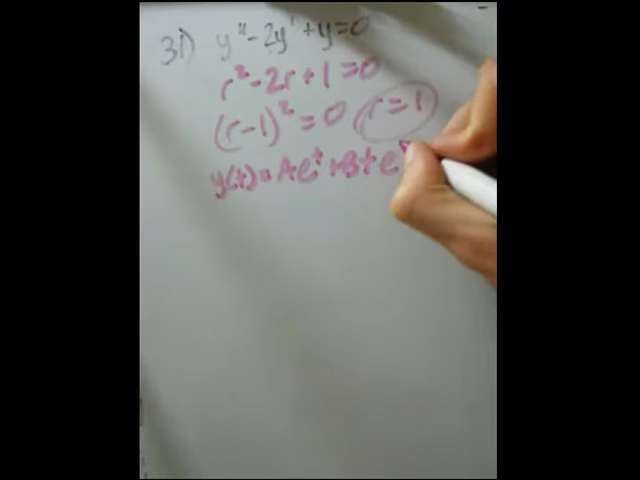 31) y" - 2y' + y = 0
r² - 2r + 1 = 0
(r - 1)² = 0 r = 1
y(t) = Ae^t + Bte^t